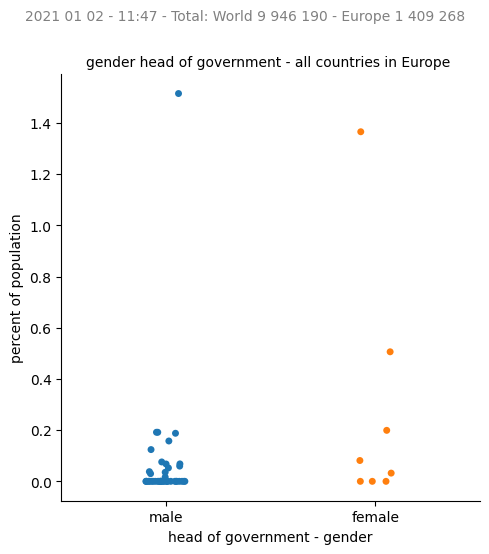 2021 01 02 - 11:47 - Total: World 9 946 190 - Europe 1 409 268
gender head of government - all countries in Europe
percent of population
1.4
1.2
1.0
0.8
0.6
0.4
0.2
0.0
male
female
head of government - gender